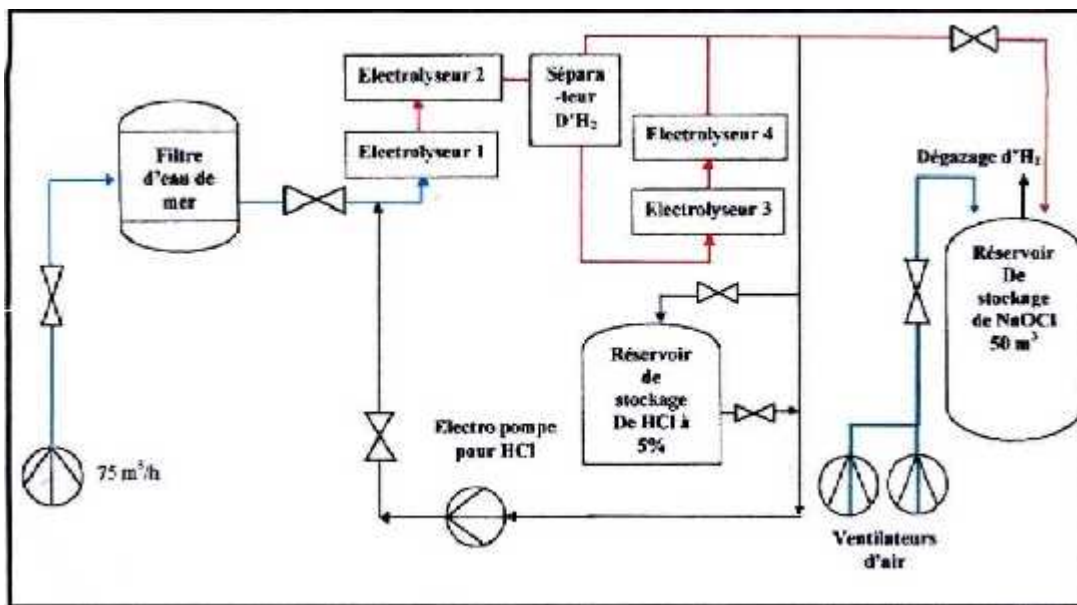 Electrolyseur 2
Sépara
-teur
D'H₂
Electrolyseur 4
Filtre
d'eau de
mer
Electrolyseur 1
Dégazage d'H₂
Electrolyseur 3
Réservoir
De
stockage
de NaOCl
50 m³
Réservoir
de
stockage
De HCl à
5%
Electro pompe
pour HCl
75 m³/h
Ventilateurs
d'air